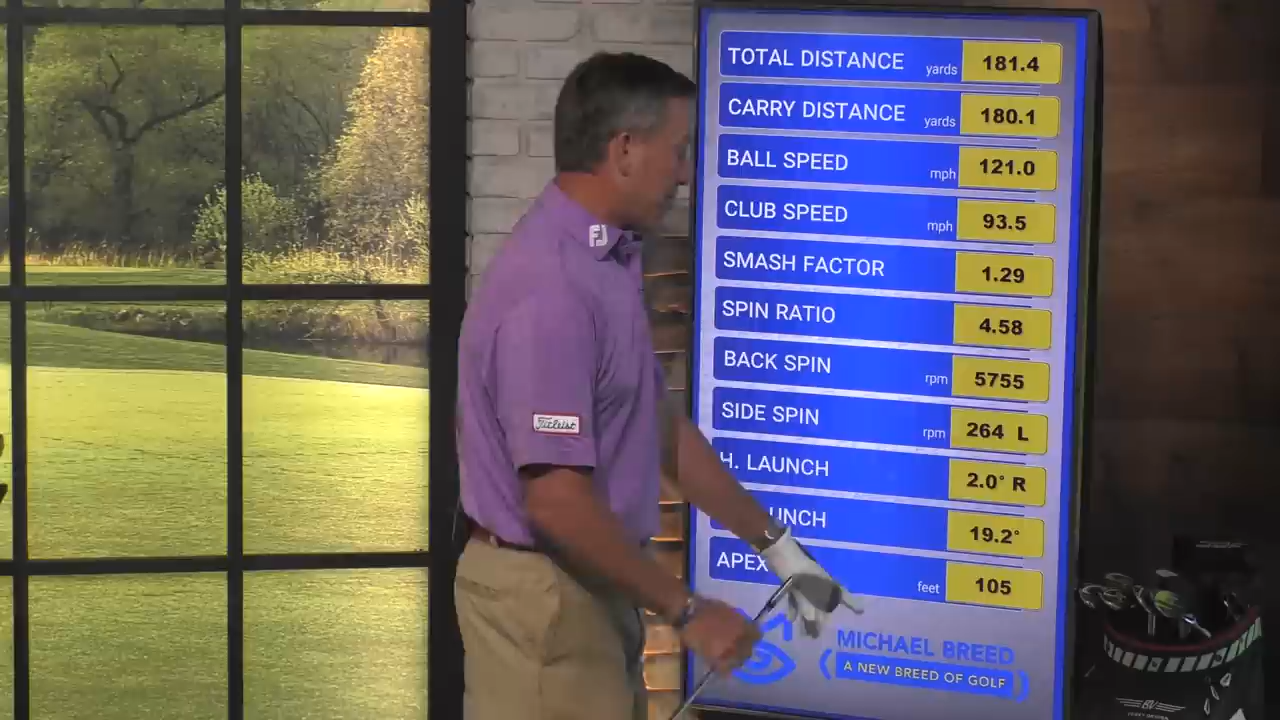 TOTAL DISTANCE yards 181.4
CARRY DISTANCE yards 180.1
BALL SPEED mph 121.0
CLUB SPEED mph 93.5
SMASH FACTOR 1.29
SPIN RATIO 4.58
BACK SPIN rpm 5755
SIDE SPIN rpm 264 L
H. LAUNCH 2.0° R
UNCH 19.2°
APEX feet 105
MICHAEL BREED
A NEW BREED OF GOLF
FJ
Titleist